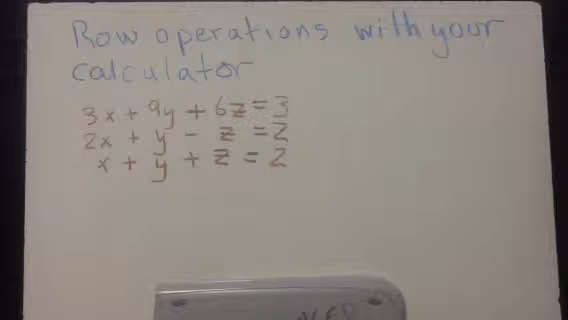 Row operations with your
calculator
3x + 9y + 6z = 3
2x + y - z = 2
x + y + z = 2